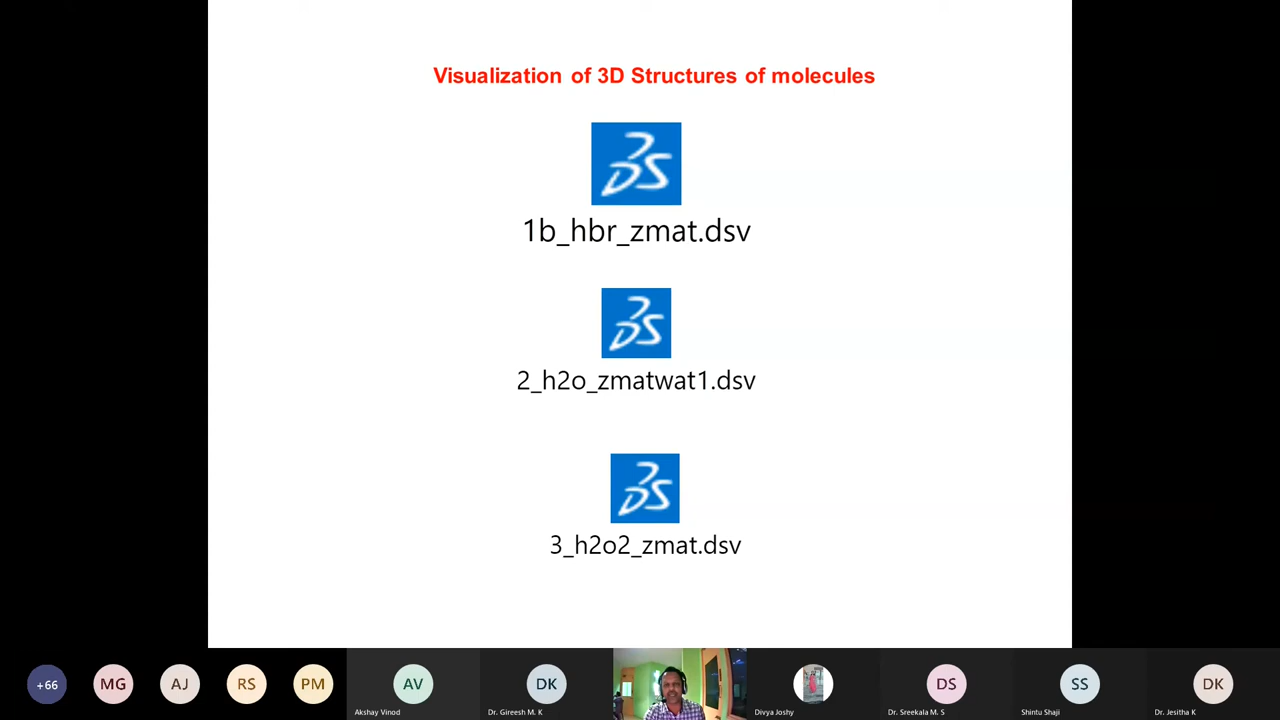 Visualization of 3D Structures of molecules
1b_hbr_zmat.dsv
2_h2o_zmatwat1.dsv
3_h2o2_zmat.dsv
+66
MG
AJ
RS
PM
AV
DK
DS
SS
DK
Akshay Vinod
Dr. Gireesh M. K
Divya Joshy
Dr. Sreekala M. S
Shintu Shaji
Dr. Jesitha K